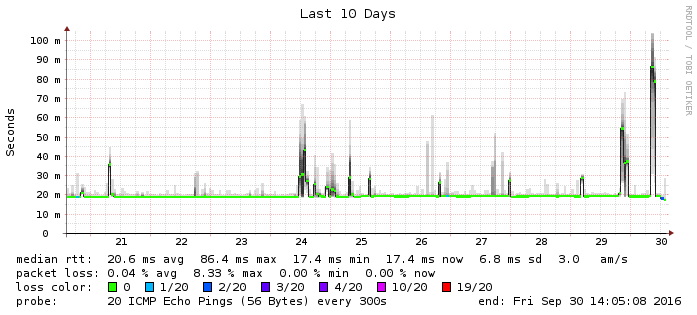 Last 10 Days
RRDTOOL / TOBI OETIKER
Seconds
100 m
90 m
80 m
70 m
60 m
50 m
40 m
30 m
20 m
10 m
0
21 22 23 24 25 26 27 28 29 30
median rtt: 20.6 ms avg 86.4 ms max 17.4 ms min 17.4 ms now 6.8 ms sd 3.0 am/s
packet loss: 0.04 % avg 8.33 % max 0.00 % min 0.00 % now
loss color: 0 1/20 2/20 3/20 4/20 10/20 19/20
probe: 20 ICMP Echo Pings (56 Bytes) every 300s end: Fri Sep 30 14:05:08 2016